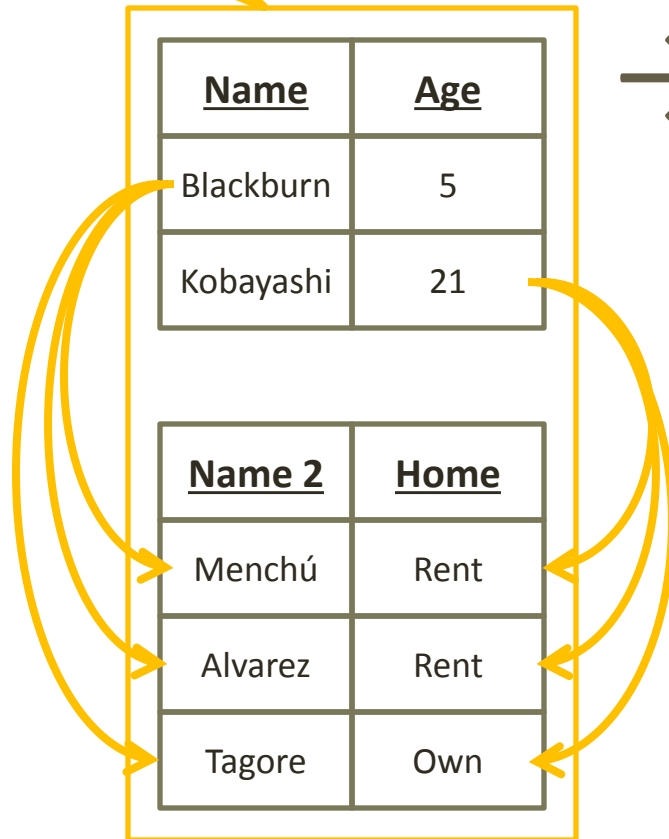 Name Age
Blackburn 5
Kobayashi 21
Name 2 Home
Menchú Rent
Alvarez Rent
Tagore Own